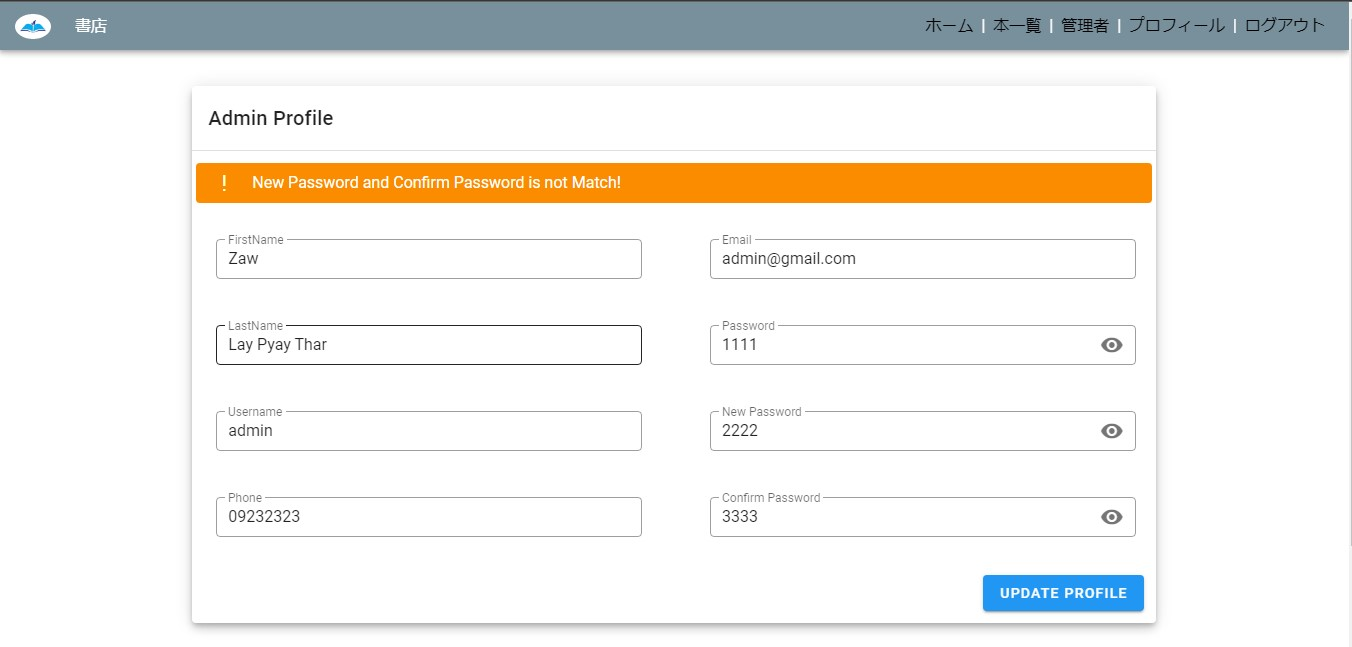 書店
ホーム | 本一覧 | 管理者 | プロフィール | ログアウト
Admin Profile
! New Password and Confirm Password is not Match!
FirstName
Zaw
Email
admin@gmail.com
LastName
Lay Pyay Thar
Password
1111
Username
admin
New Password
2222
Phone
09232323
Confirm Password
3333
UPDATE PROFILE